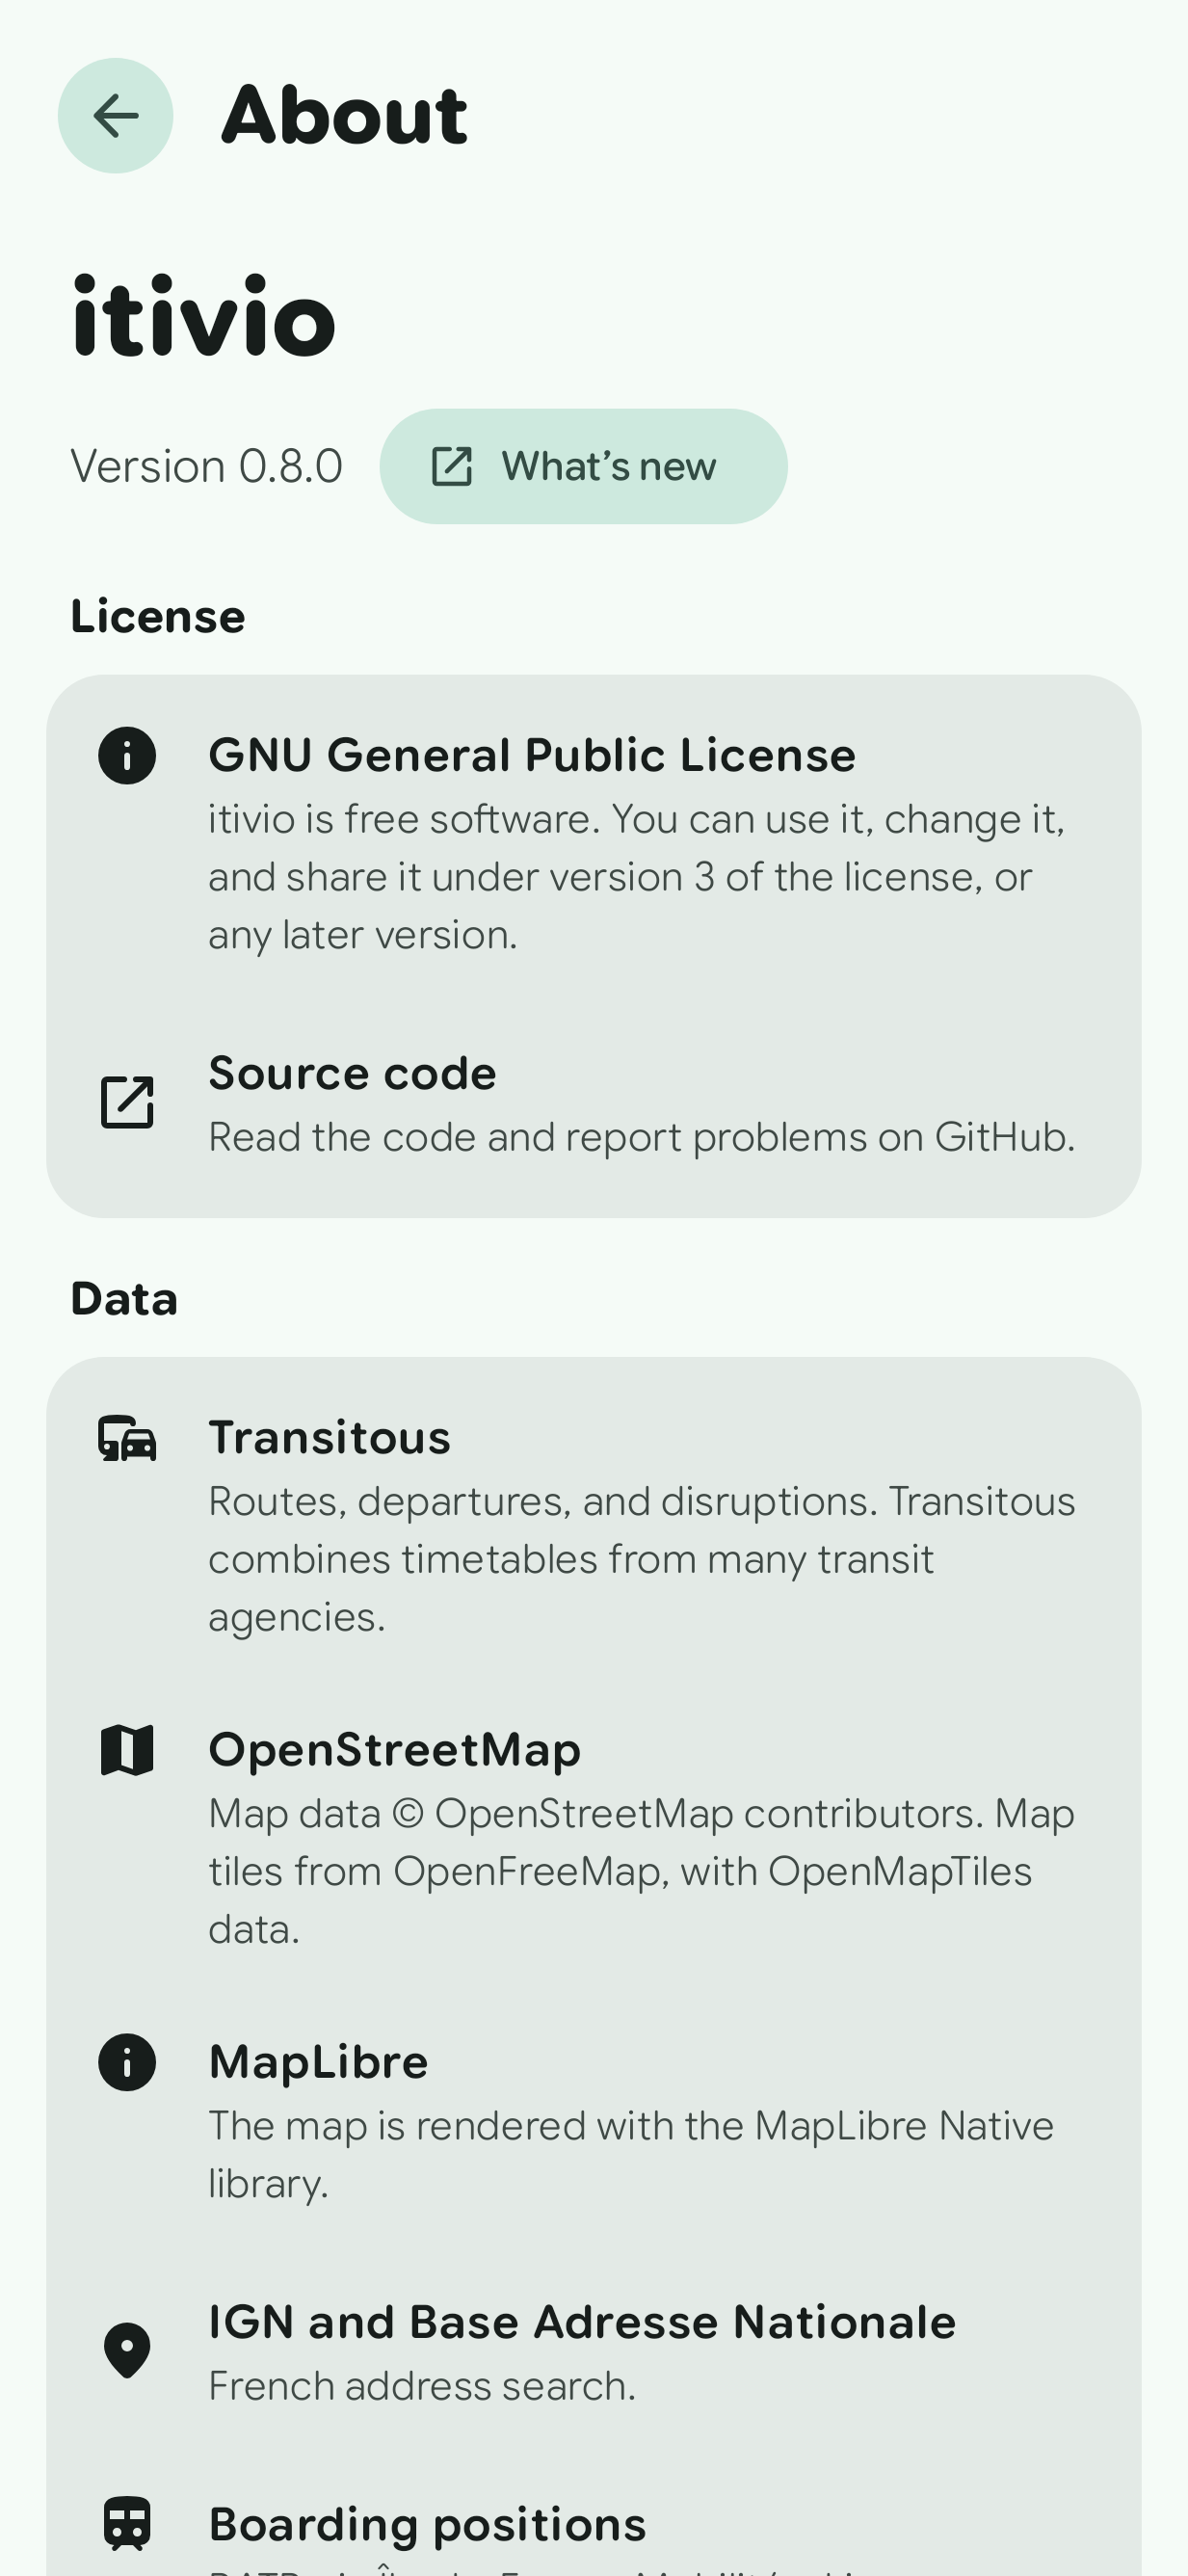 About
itivio
Version 0.8.0
What’s new
License
GNU General Public License
itivio is free software. You can use it, change it,
and share it under version 3 of the license, or
any later version.
Source code
Read the code and report problems on GitHub.
Data
Transitous
Routes, departures, and disruptions. Transitous
combines timetables from many transit
agencies.
OpenStreetMap
Map data © OpenStreetMap contributors. Map
tiles from OpenFreeMap, with OpenMapTiles
data.
MapLibre
The map is rendered with the MapLibre Native
library.
IGN and Base Adresse Nationale
French address search.
Boarding positions